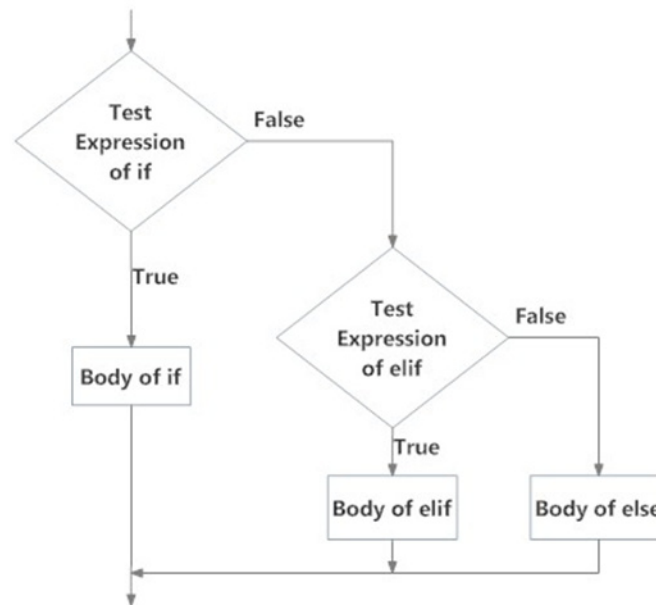 Test
Expression
of if
False
True
Test
Expression
of elif
False
Body of if
True
Body of elif
Body of else